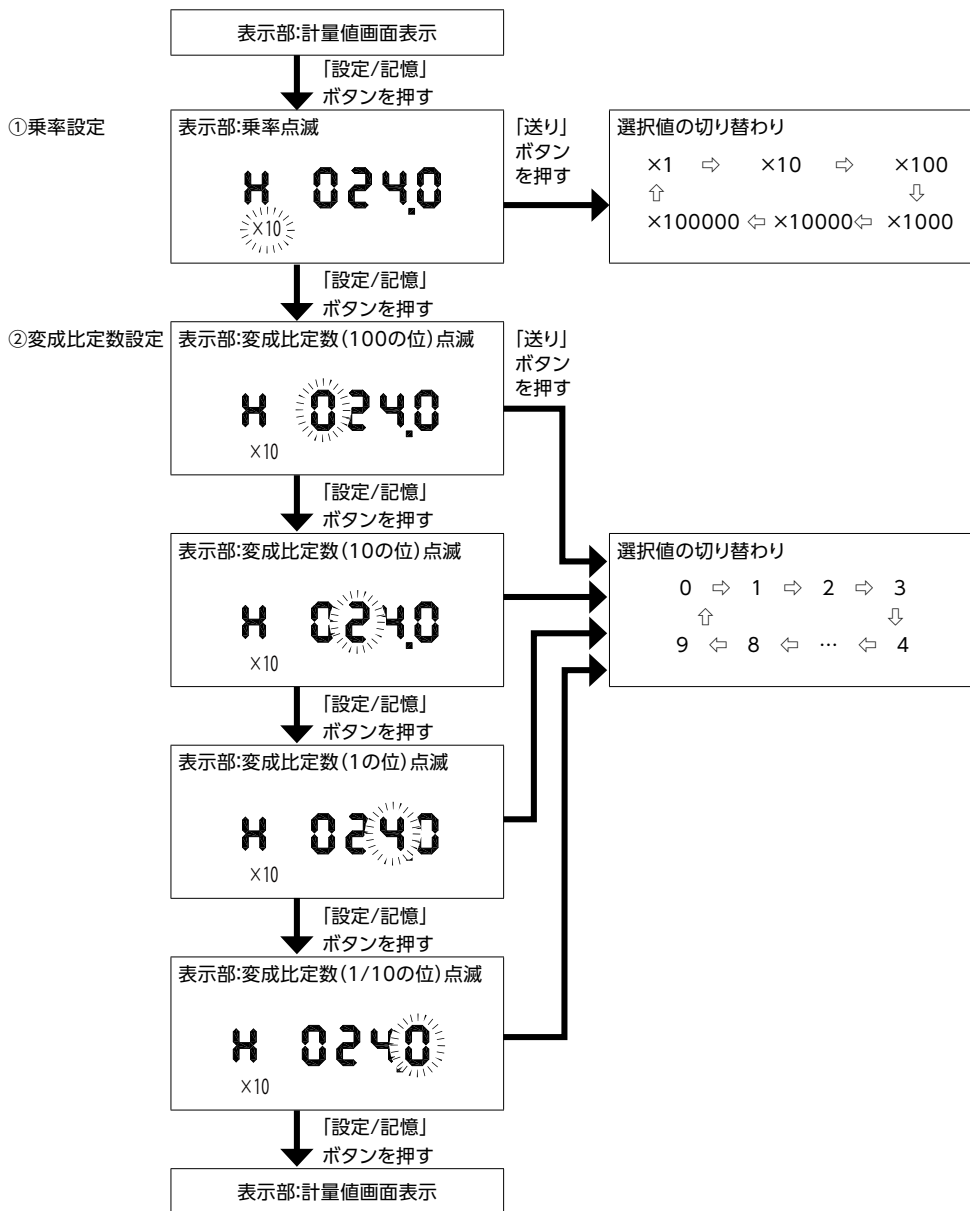 表示部:計量値画面表示
「設定/記憶」
ボタンを押す
①乗率設定
表示部:乗率点滅
H 024.0
×10
「送り」
ボタン
を押す
選択値の切り替わり
×1 ⇨ ×10 ⇨ ×100
⇧ ⇩
×100000 ⇦ ×10000⇦ ×1000
「設定/記憶」
ボタンを押す
②変成比定数設定
表示部:変成比定数(100の位)点滅
H 024.0
×10
「送り」
ボタン
を押す
「設定/記憶」
ボタンを押す
表示部:変成比定数(10の位)点滅
H 024.0
×10
選択値の切り替わり
0 ⇨ 1 ⇨ 2 ⇨ 3
⇧ ⇩
9 ⇦ 8 ⇦ … ⇦ 4
「設定/記憶」
ボタンを押す
表示部:変成比定数(1の位)点滅
H 024.0
×10
「設定/記憶」
ボタンを押す
表示部:変成比定数(1/10の位)点滅
H 024.0
×10
「設定/記憶」
ボタンを押す
表示部:計量値画面表示